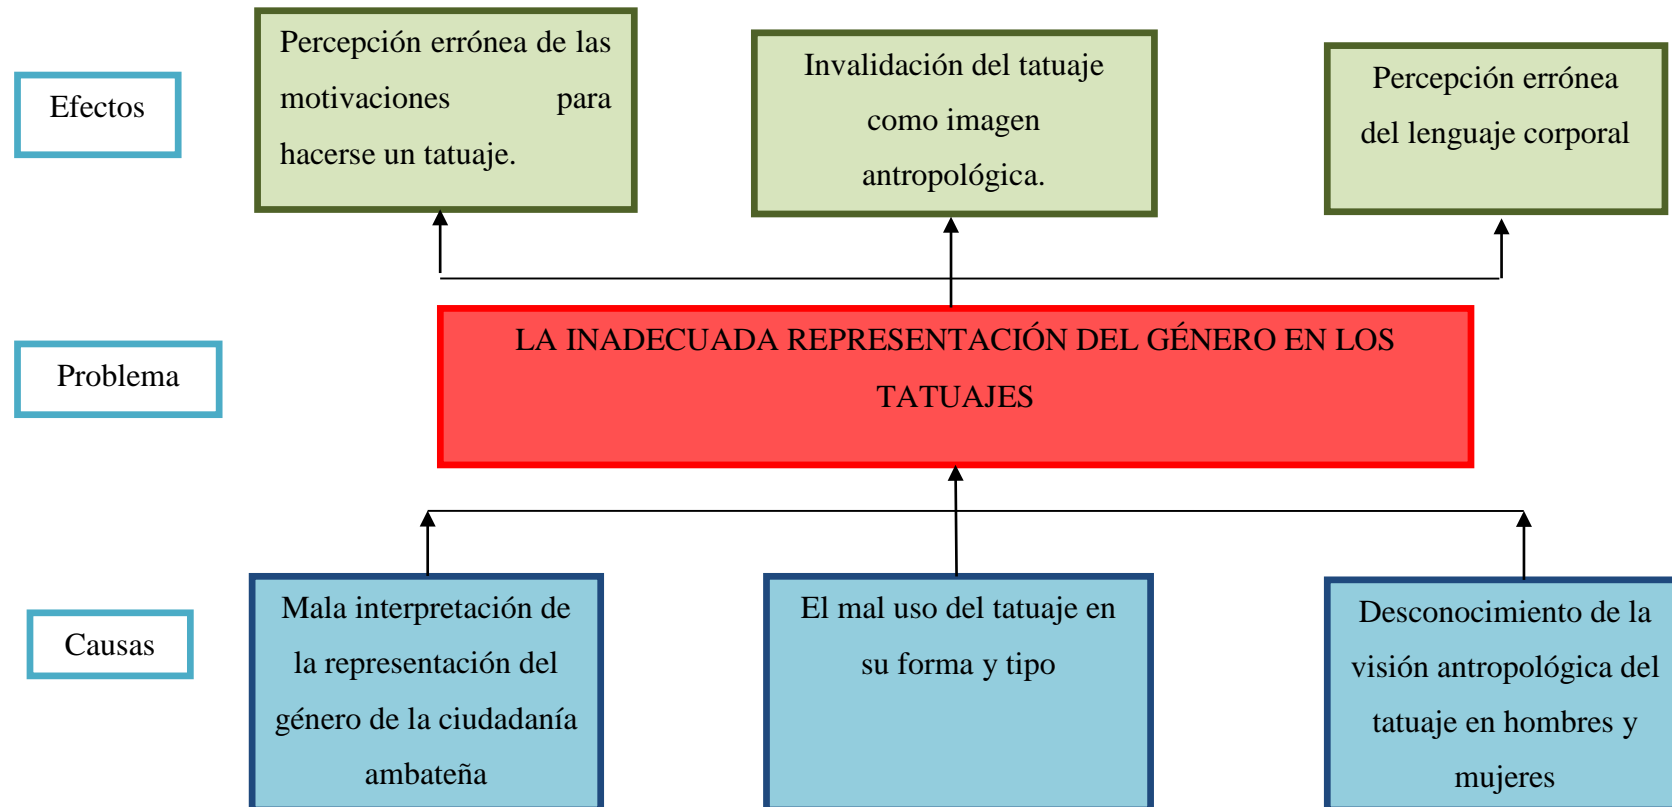 Efectos
Percepción errónea de las
motivaciones para
hacerse un tatuaje.
Invalidación del tatuaje
como imagen
antropológica.
Percepción errónea
del lenguaje corporal
Problema
LA INADECUADA REPRESENTACIÓN DEL GÉNERO EN LOS
TATUAJES
Causas
Mala interpretación de
la representación del
género de la ciudadanía
ambateña
El mal uso del tatuaje en
su forma y tipo
Desconocimiento de la
visión antropológica del
tatuaje en hombres y
mujeres